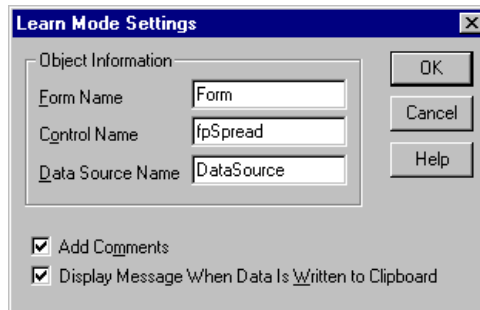 Learn Mode Settings
Object Information
Form Name
Form
Control Name
fpSpread
Data Source Name
DataSource
OK
Cancel
Help
Add Comments
Display Message When Data Is Written to Clipboard